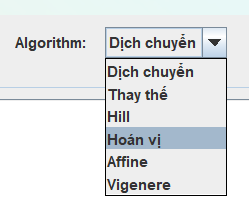 Algorithm: Dịch chuyển
Dịch chuyển
Thay thế
Hill
Hoán vị
Affine
Vigenere